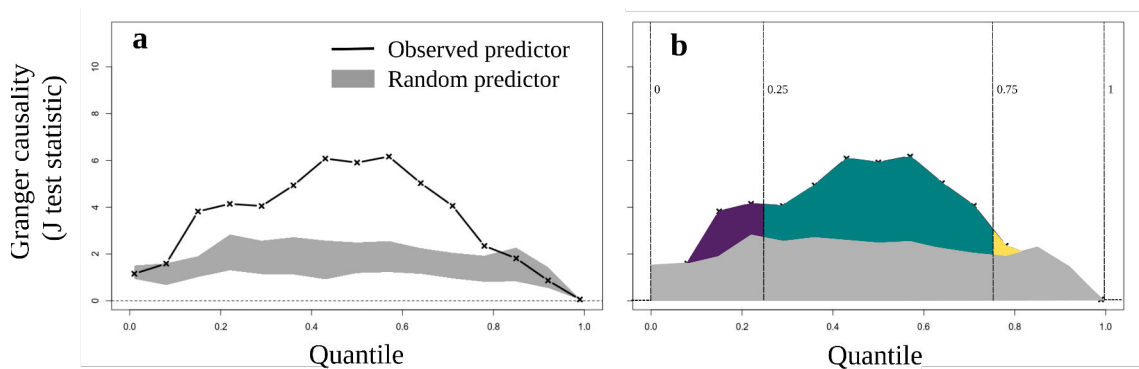 Granger causality
(J test statistic)
a
Observed predictor
Random predictor
10
8
6
4
2
0
0.0 0.2 0.4 0.6 0.8 1.0
Quantile
b
0 0.25 0.75 1
0.0 0.2 0.4 0.6 0.8 1.0
Quantile